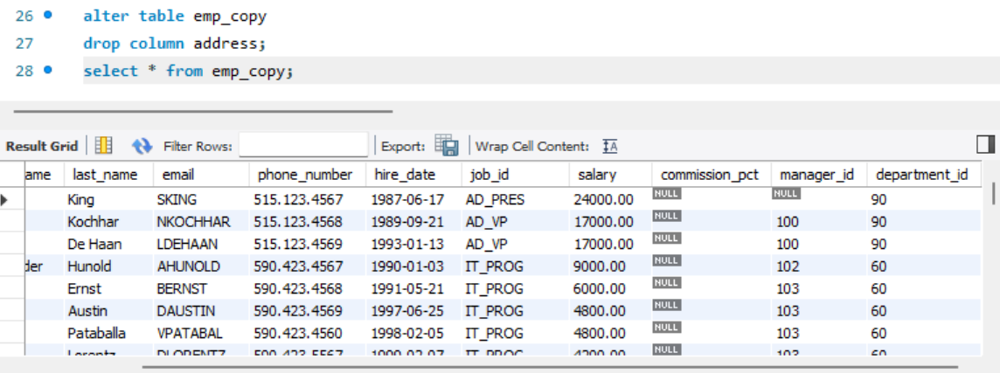 26 alter table emp_copy
27 drop column address;
28 select * from emp_copy;
Result Grid Filter Rows: Export: Wrap Cell Content: IA
ame last_name email phone_number hire_date job_id salary commission_pct manager_id department_id
King SKING 515.123.4567 1987-06-17 AD_PRES 24000.00 NULL NULL 90
Kochhar NKOCHHAR 515.123.4568 1989-09-21 AD_VP 17000.00 NULL 100 90
De Haan LDEHAAN 515.123.4569 1993-01-13 AD_VP 17000.00 NULL 100 90
der Hunold AHUNOLD 590.423.4567 1990-01-03 IT_PROG 9000.00 NULL 102 60
Ernst BERNST 590.423.4568 1991-05-21 IT_PROG 6000.00 NULL 103 60
Austin DAUSTIN 590.423.4569 1997-06-25 IT_PROG 4800.00 NULL 103 60
Pataballa VPATABAL 590.423.4560 1998-02-05 IT_PROG 4800.00 NULL 103 60
Lorentz DLORENTZ 590.423.5567 IT_PROG 4200.00 NULL 103 60